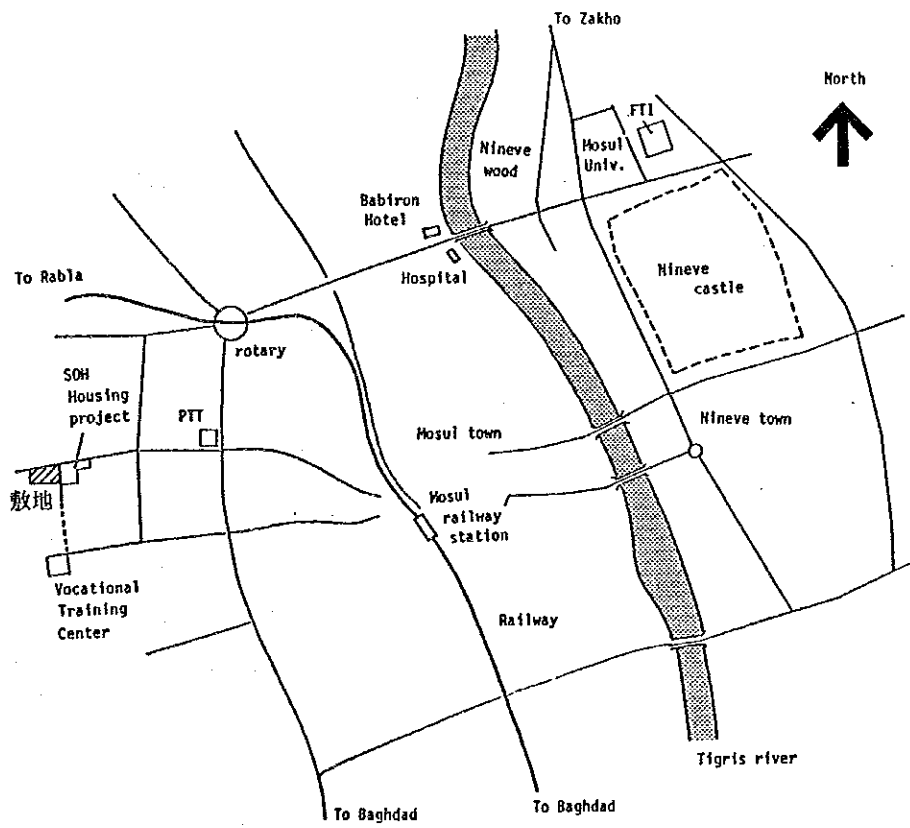 To Zakho
North
FTI
Nineve
wood
Mosul
Univ.
Babiron
Hotel
Hospital
Nineve
castle
To Rabla
rotary
SOH
Housing
project
PTT
Mosul town
Nineve town
敷地
Mosul
railway
station
Vocational
Training
Center
Railway
Tigris river
To Baghdad
To Baghdad